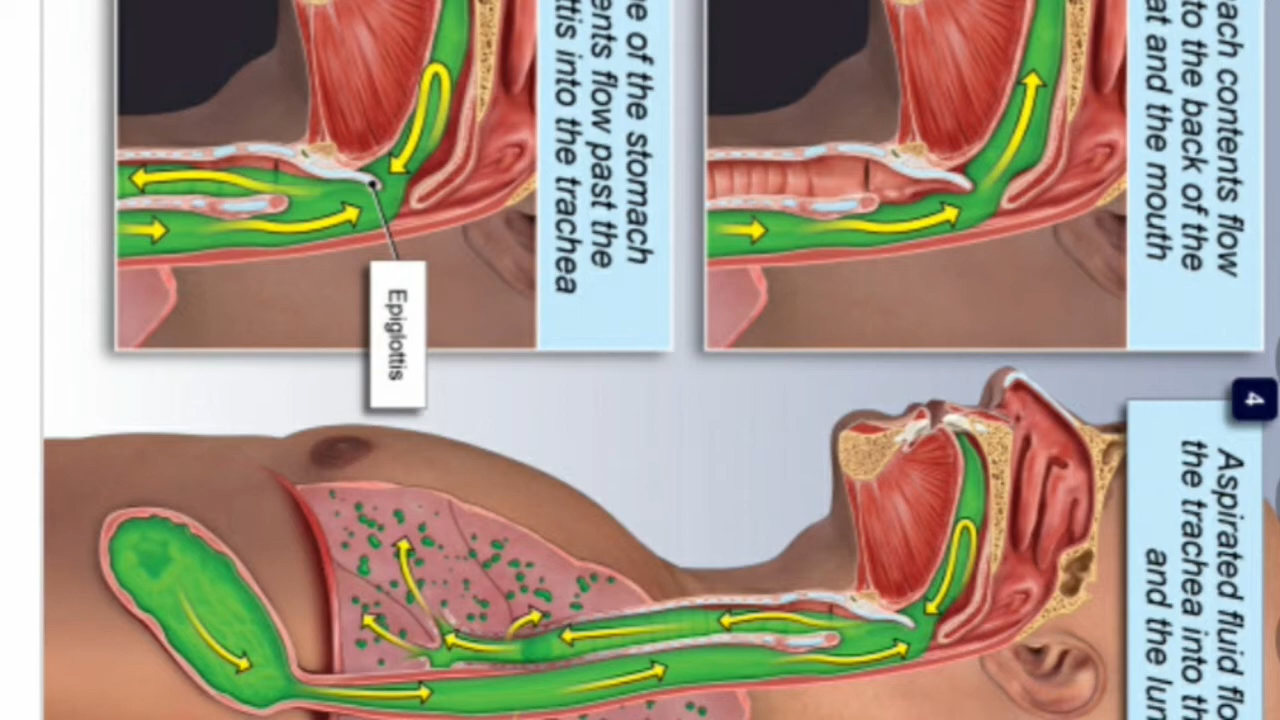 ach contents flow
to the back of the
at and the mouth
e of the stomach
ents flow past the
ttis into the trachea
Epiglottis
4
Aspirated fluid flo
the trachea into th
and the lun